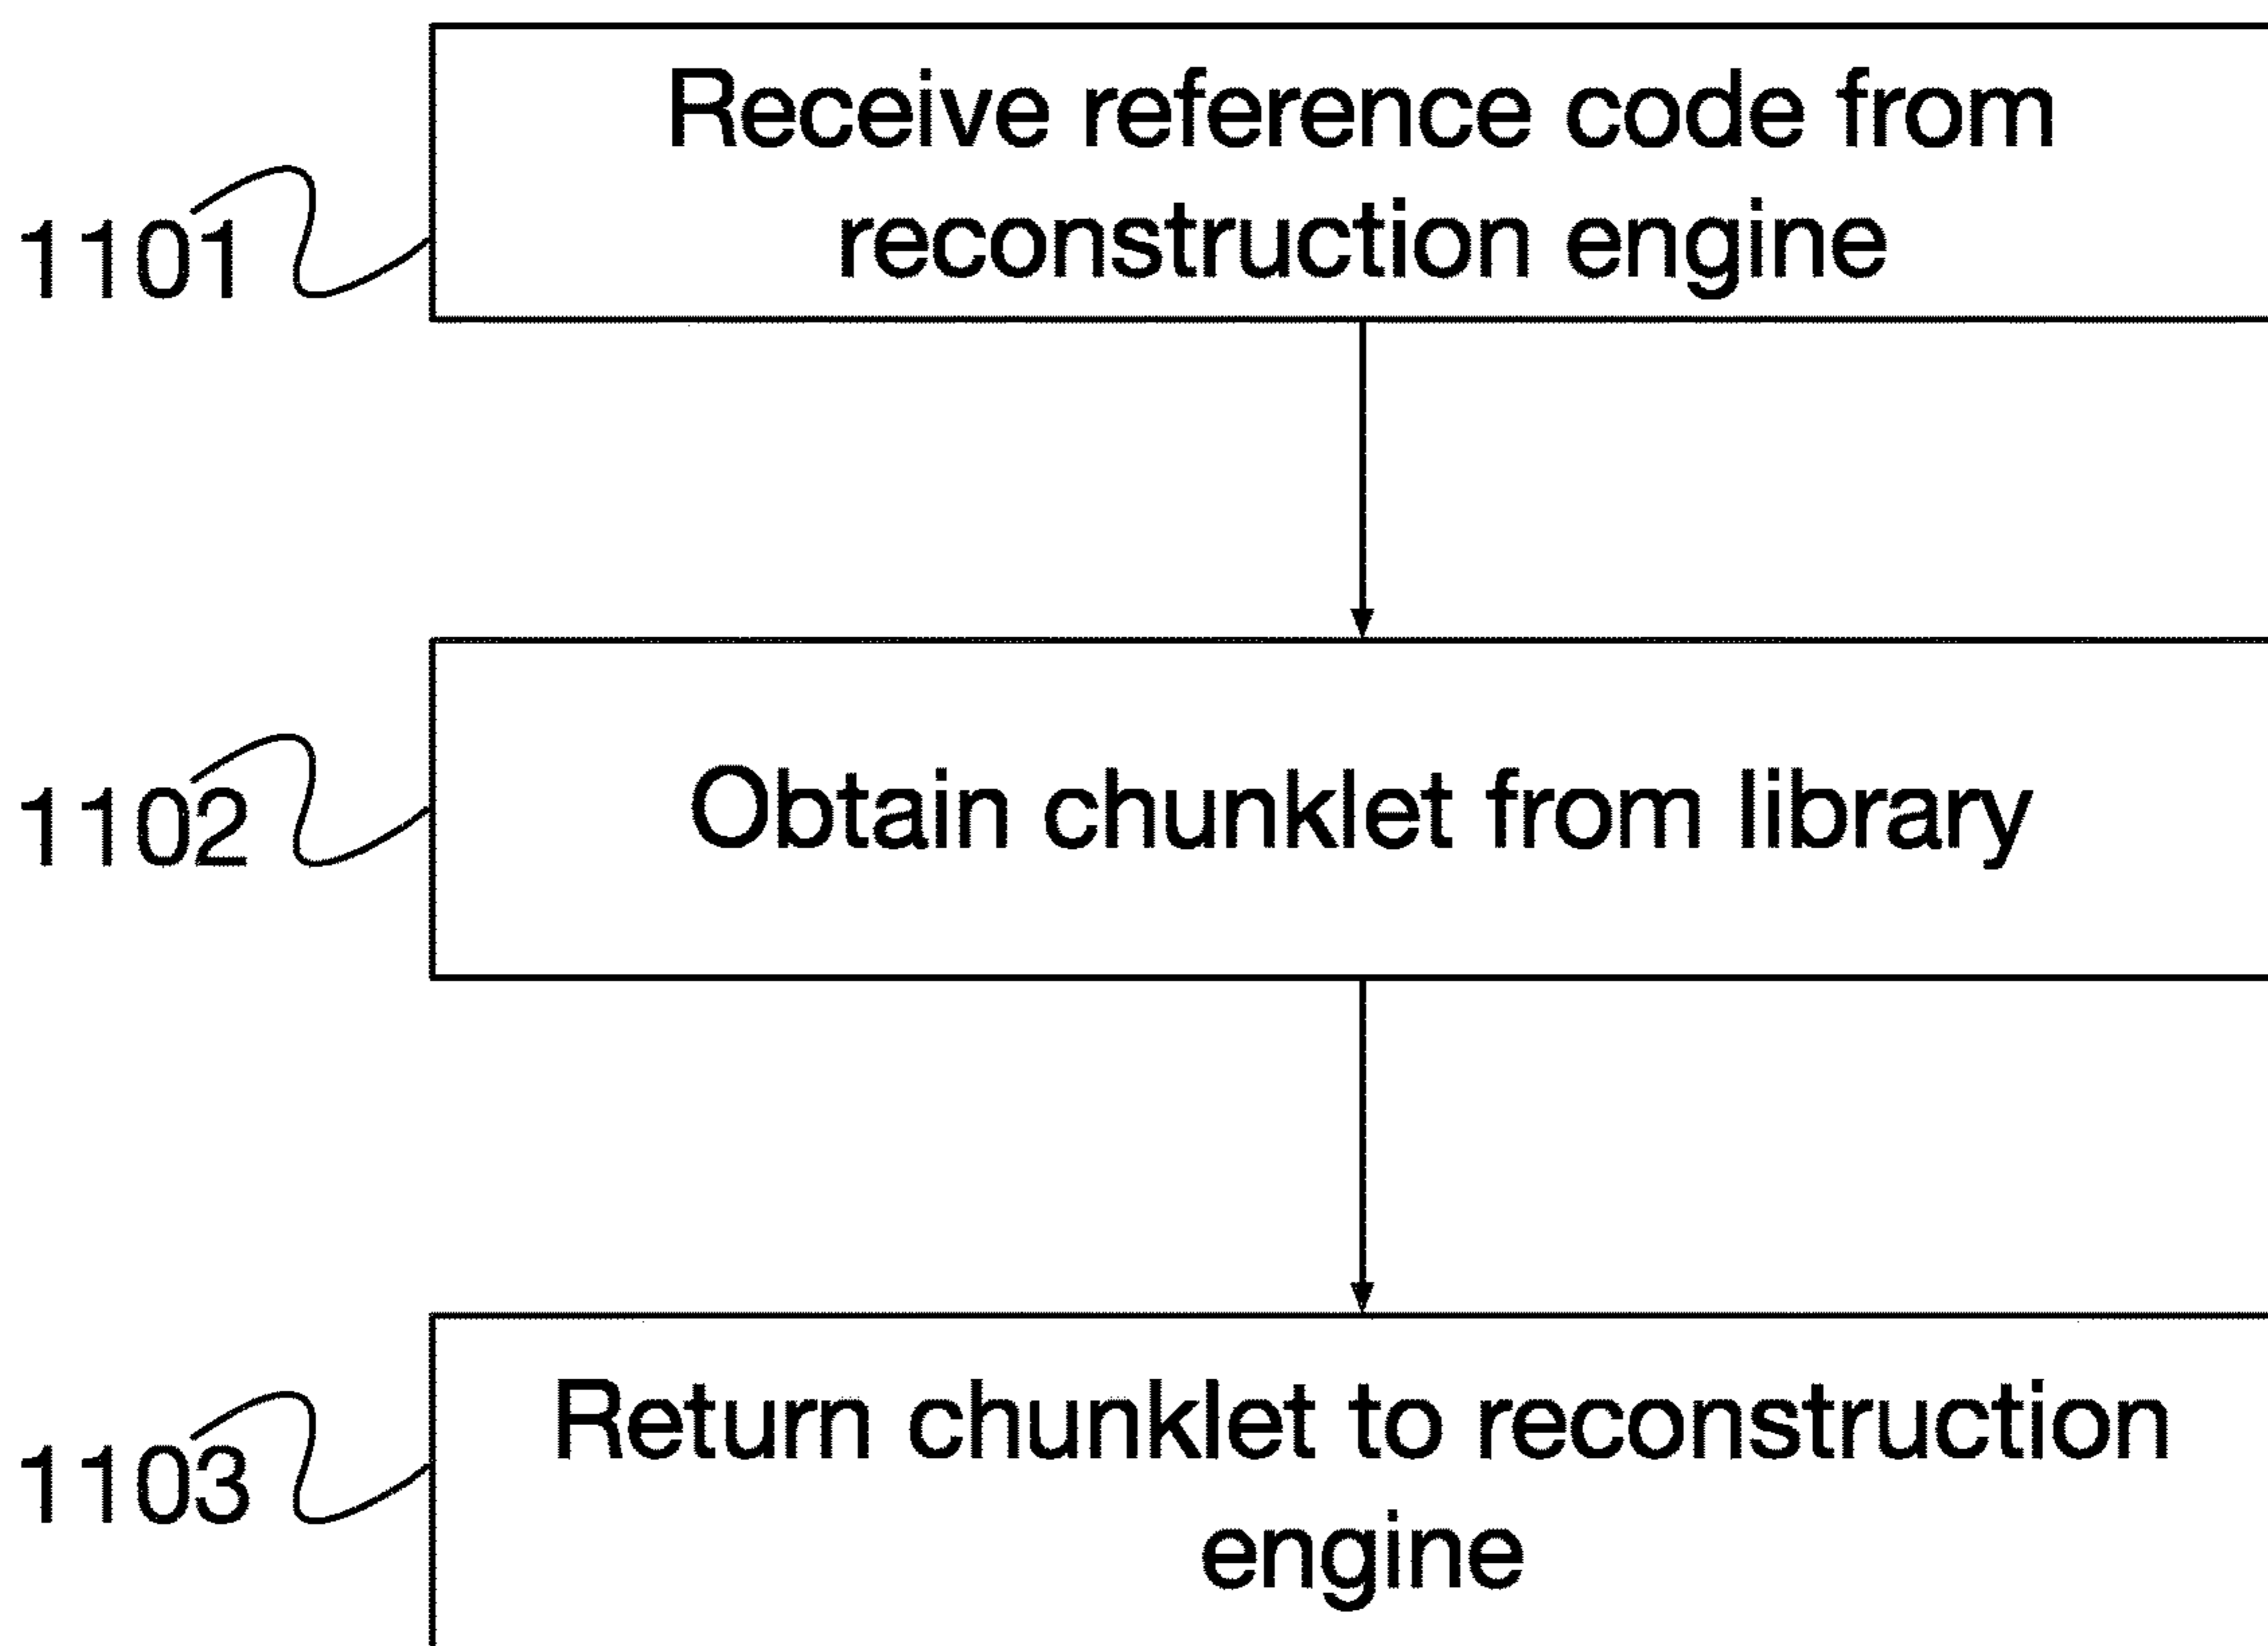 Receive reference code from
reconstruction engine
1101
Obtain chunklet from library
1102
Return chunklet to reconstruction
engine
1103